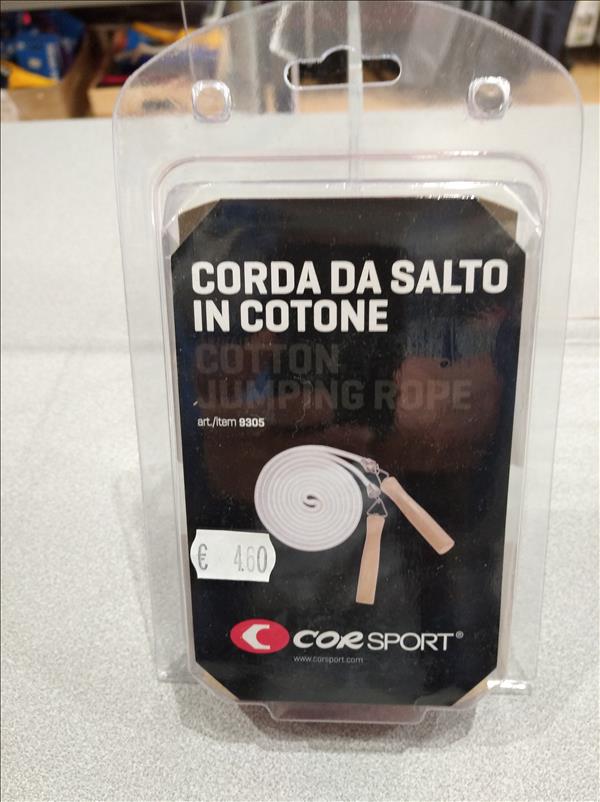 CORDA DA SALTO
IN COTONE
COTTON
JUMPING ROPE
art./item 9305
€ 4.60
COR SPORT®
www.corsport.com